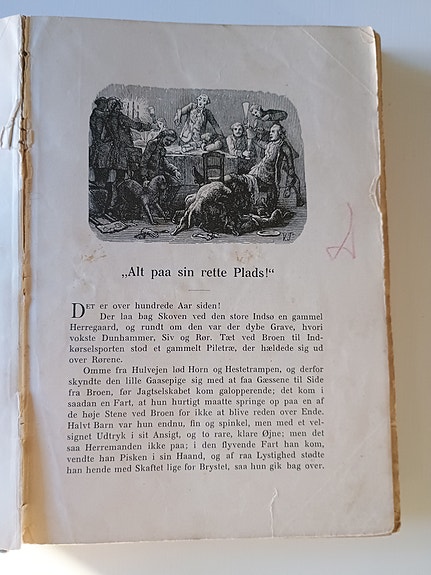 V.P.
„Alt paa sin rette Plads!“
DET er over hundrede Aar siden!
Der laa bag Skoven ved den store Indsø en gammel
Herregaard, og rundt om den var der dybe Grave, hvori
vokste Dunhammer, Siv og Rør. Tæt ved Broen til Ind-
kørselsporten stod et gammelt Piletræ, der hældede sig ud
over Rørene.
Omme fra Hulvejen lød Horn og Hestetrampen, og derfor
skyndte den lille Gaasepige sig med at faa Gæssene til Side
fra Broen, før Jagtselskabet kom galopperende; det kom i
saadan en Fart, at hun hurtigt maatte springe op paa en af
de høje Stene ved Broen for ikke at blive reden over Ende.
Halvt Barn var hun endnu, fin og spinkel, men med et vel-
signet Udtryk i sit Ansigt, og to rare, klare Øjne; men det
saa Herremanden ikke paa; i den flyvende Fart han kom,
vendte han Pisken i sin Haand, og af raa Lystighed stødte
han hende med Skaftet lige for Brystet, saa hun gik bag over.